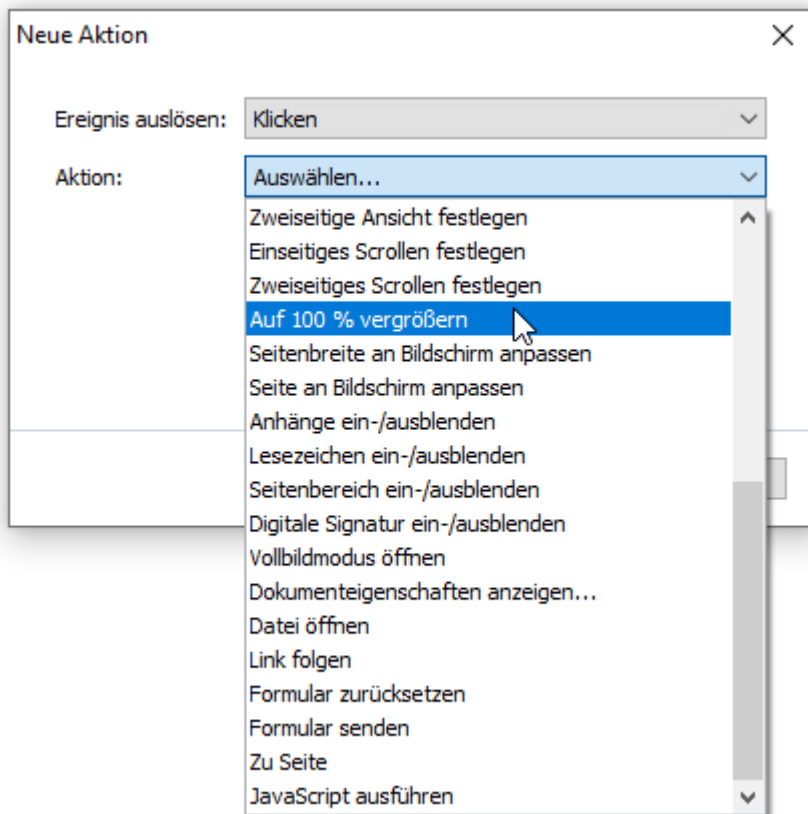 Neue Aktion
Ereignis auslösen: Klicken
Aktion: Auswählen...
Zweiseitige Ansicht festlegen
Einseitiges Scrollen festlegen
Zweiseitiges Scrollen festlegen
Auf 100 % vergrößern
Seitenbreite an Bildschirm anpassen
Seite an Bildschirm anpassen
Anhänge ein-/ausblenden
Lesezeichen ein-/ausblenden
Seitenbereich ein-/ausblenden
Digitale Signatur ein-/ausblenden
Vollbildmodus öffnen
Dokumenteigenschaften anzeigen...
Datei öffnen
Link folgen
Formular zurücksetzen
Formular senden
Zu Seite
JavaScript ausführen